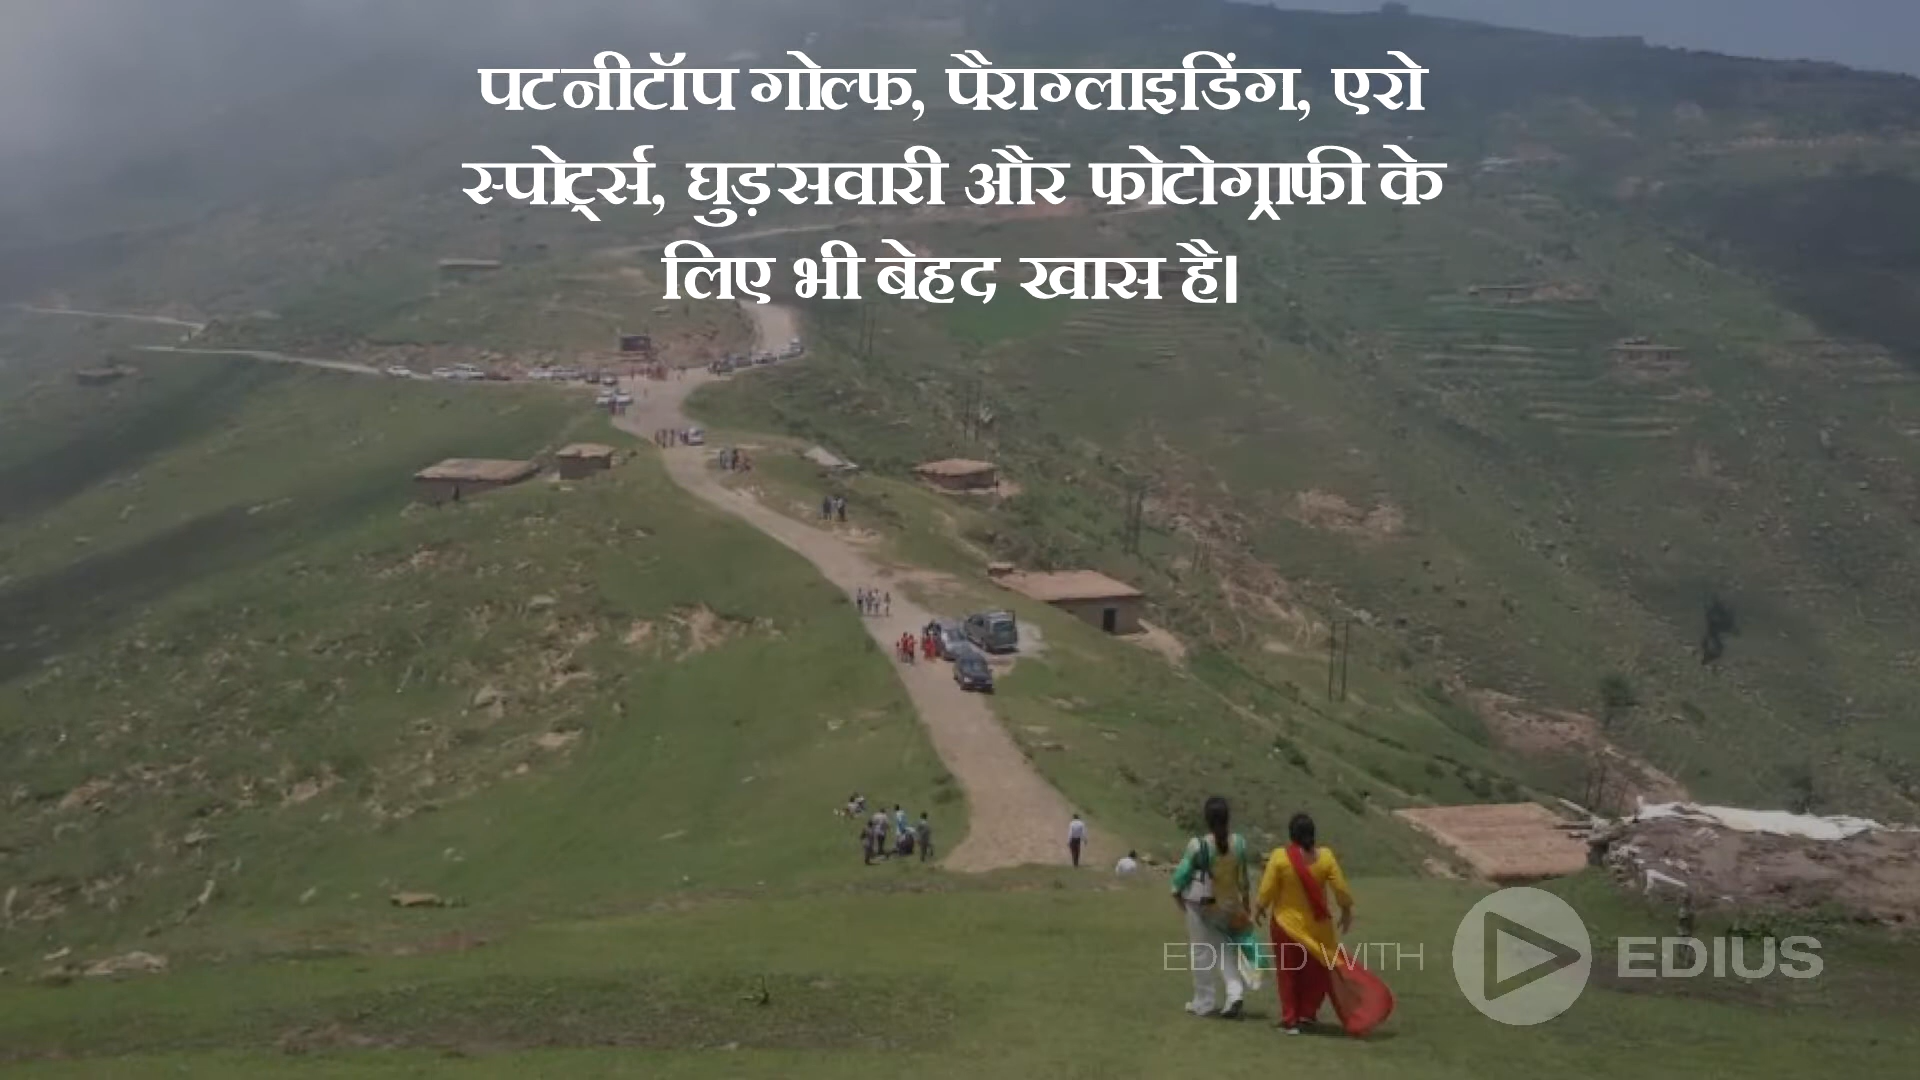 पटनीटॉप गोल्फ, पैराग्लाइडिंग, एरो
स्पोर्ट्स, घुड़सवारी और फोटोग्राफी के
लिए भी बेहद खास है।
EDITED WITH EDIUS